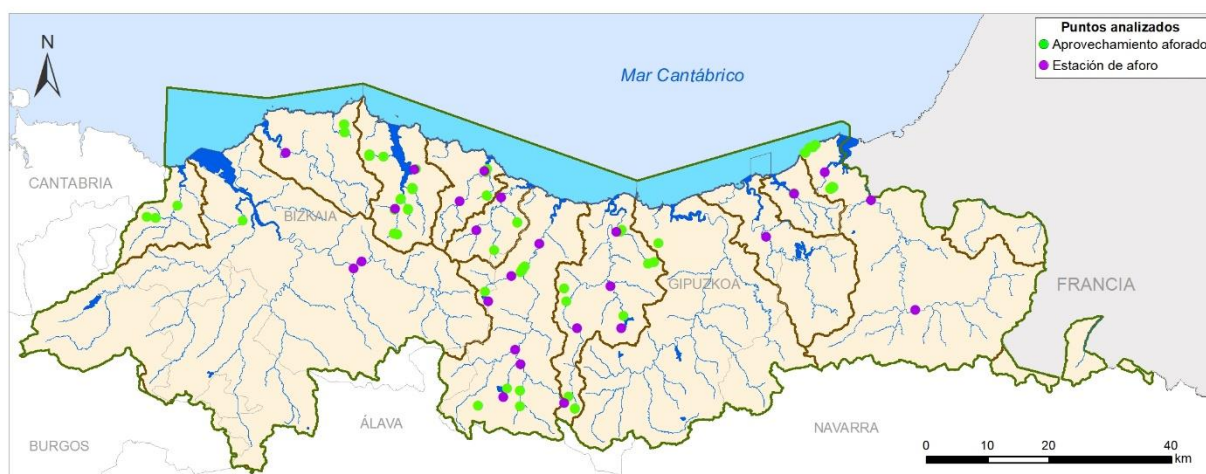 Puntos analizados
Aprovechamiento aforado
Estación de aforo
N
Mar Cantábrico
CANTABRIA
BIZKAIA
GIPUZKOA
FRANCIA
ÁLAVA
NAVARRA
BURGOS
0 10 20 40
km